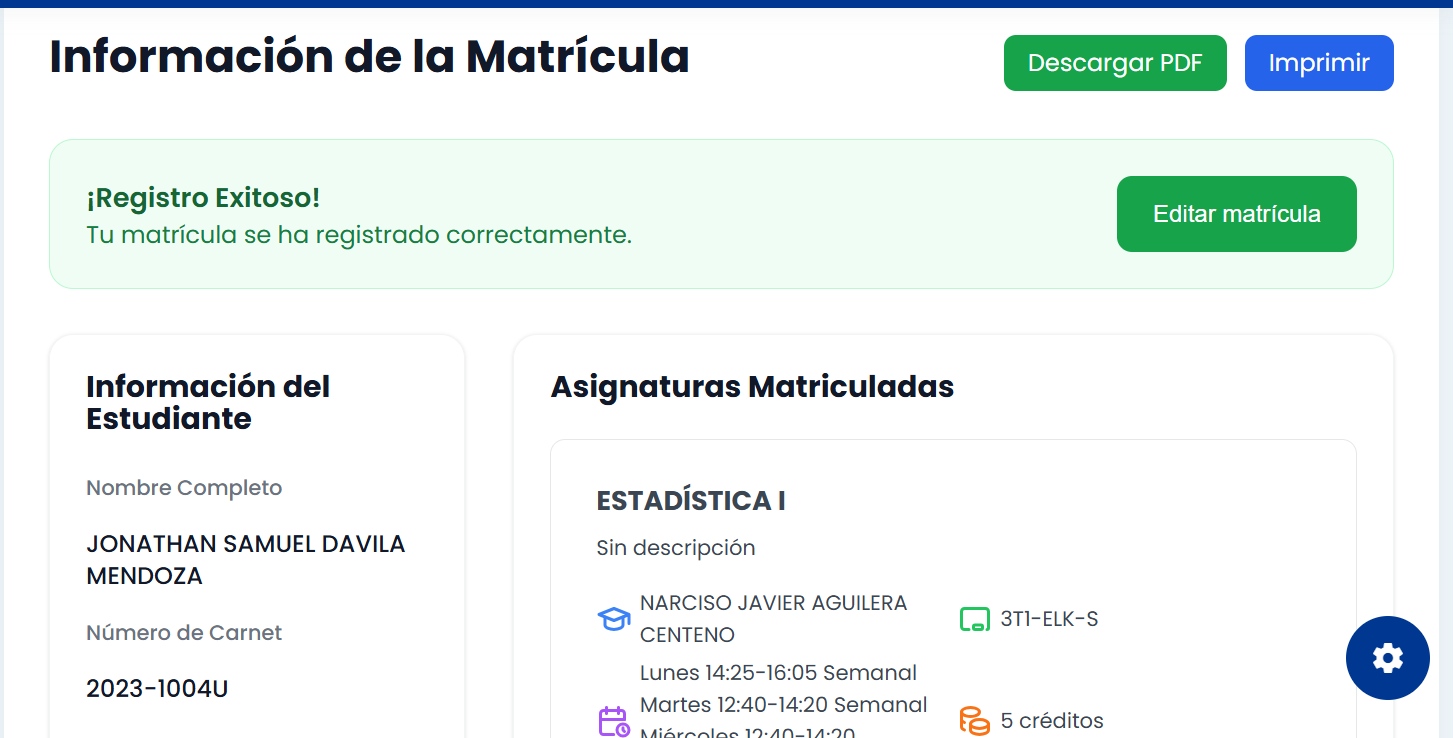 Información de la Matrícula
Descargar PDF
Imprimir
¡Registro Exitoso!
Tu matrícula se ha registrado correctamente.
Editar matrícula
Información del
Estudiante
Nombre Completo
JONATHAN SAMUEL DAVILA
MENDOZA
Número de Carnet
2023-1004U
Asignaturas Matriculadas
ESTADÍSTICA I
Sin descripción
NARCISO JAVIER AGUILERA
CENTENO
3T1-ELK-S
Lunes 14:25-16:05 Semanal
Martes 12:40-14:20 Semanal
Miércoles 12:40-14:20
5 créditos